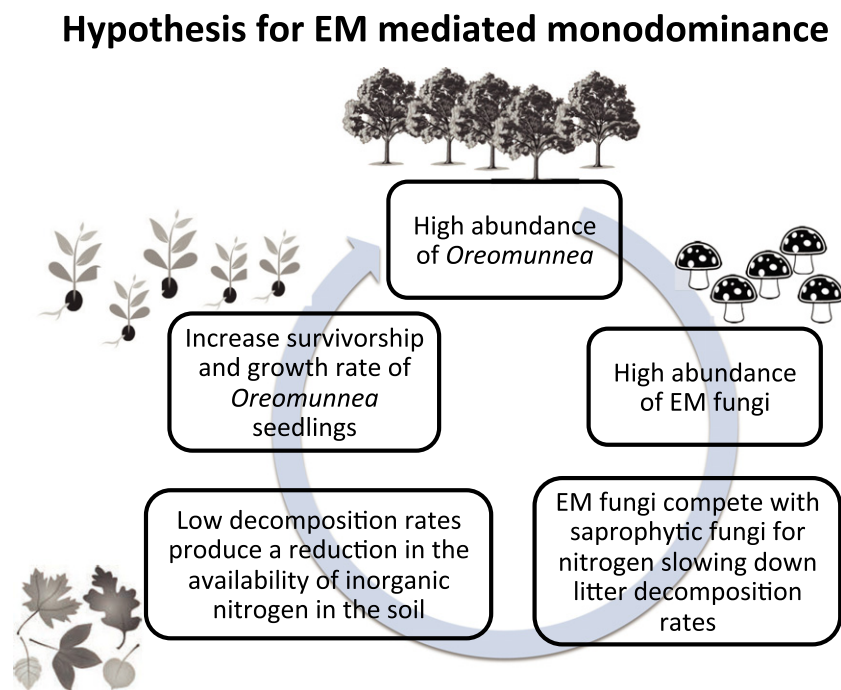 Hypothesis for EM mediated monodominance
High abundance
of Oreomunnea
High abundance
of EM fungi
EM fungi compete with
saprophytic fungi for
nitrogen slowing down
litter decomposition
rates
Low decomposition rates
produce a reduction in the
availability of inorganic
nitrogen in the soil
Increase survivorship
and growth rate of
Oreomunnea
seedlings